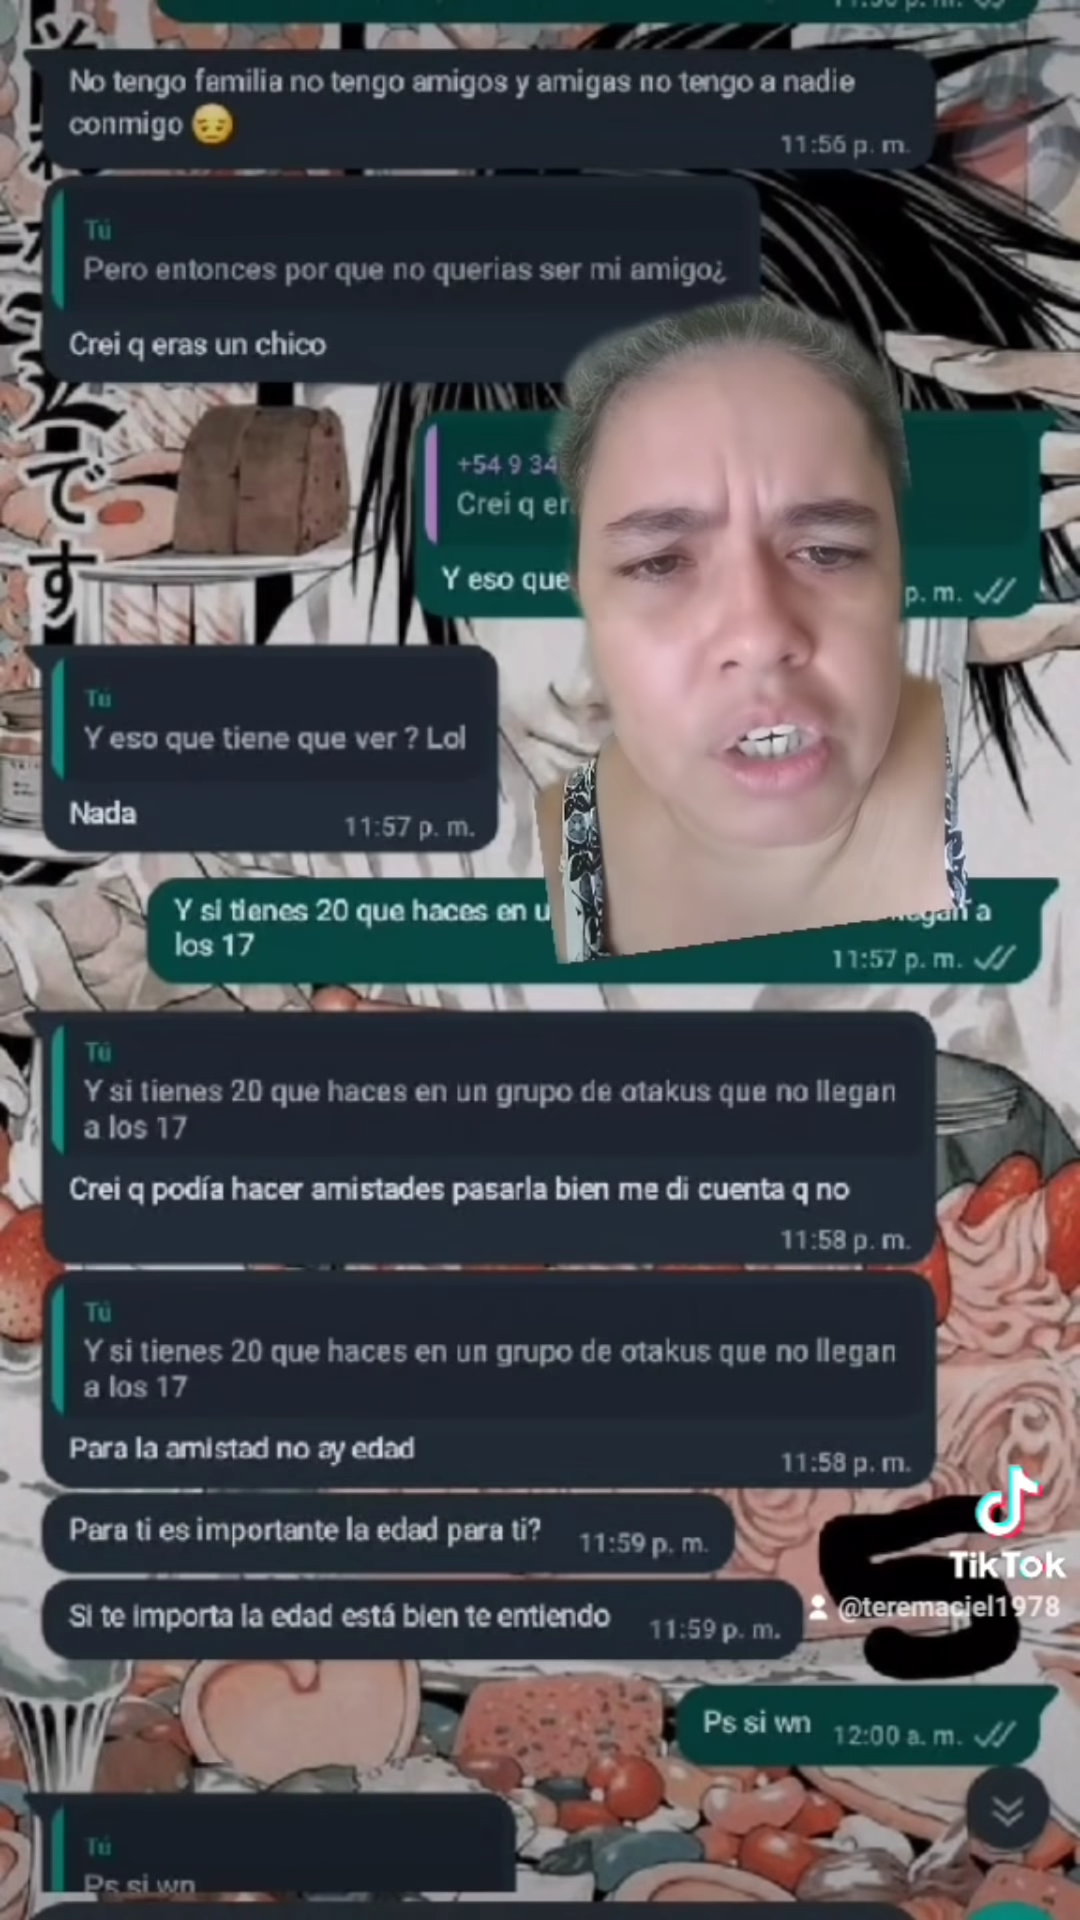 No tengo familia no tengo amigos y amigas no tengo a nadie
conmigo 😔
11:56 p. m.
Tú
Pero entonces por que no querias ser mi amigo¿
Crei q eras un chico
+54 9 34
Crei q er
Y eso que
p. m.
Tú
Y eso que tiene que ver ? Lol
Nada
11:57 p. m.
Y si tienes 20 que haces en u
a
los 17
11:57 p. m.
Tú
Y si tienes 20 que haces en un grupo de otakus que no llegan
a los 17
Crei q podía hacer amistades pasarla bien me di cuenta q no
11:58 p. m.
Tú
Y si tienes 20 que haces en un grupo de otakus que no llegan
a los 17
Para la amistad no ay edad
11:58 p. m.
Para ti es importante la edad para ti?
11:59 p. m.
Si te importa la edad está bien te entiendo
11:59 p. m.
Ps si wn
12:00 a. m.
Tú
Ps si wn
です
5
TikTok
@teremaciel1978